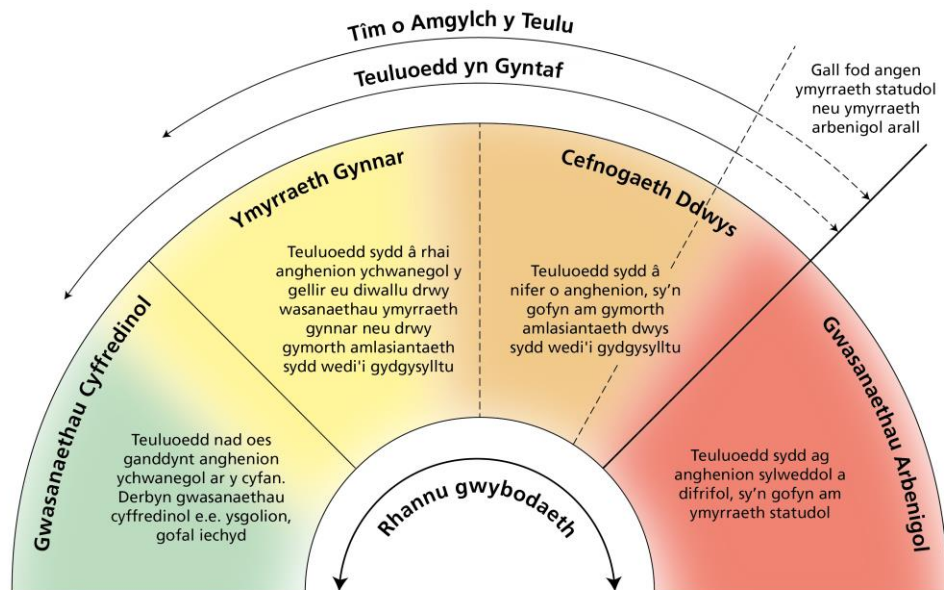 Tîm o Amgylch y Teulu
Teuluoedd yn Gyntaf
Gall fod angen
ymyrraeth statudol
neu ymyrraeth
arbenigol arall
Gwasanaethau Cyffredinol
Teuluoedd nad oes
ganddynt anghenion
ychwanegol ar y cyfan.
Derbyn gwasanaethau
cyffredinol e.e. ysgolion,
gofal iechyd
Ymyrraeth Gynnar
Teuluoedd sydd â rhai
anghenion ychwanegol y
gellir eu diwallu drwy
wasanaethau ymyrraeth
gynnar neu drwy
gymorth amlasiantaeth
sydd wedi'i gydgysylltu
Cefnogaeth Ddwys
Teuluoedd sydd â
nifer o anghenion, sy'n
gofyn am gymorth
amlasiantaeth dwys
sydd wedi'i gydgysylltu
Gwasanaethau Arbenigol
Teuluoedd sydd ag
anghenion sylweddol a
difrifol, sy'n gofyn am
ymyrraeth statudol
Rhannu gwybodaeth